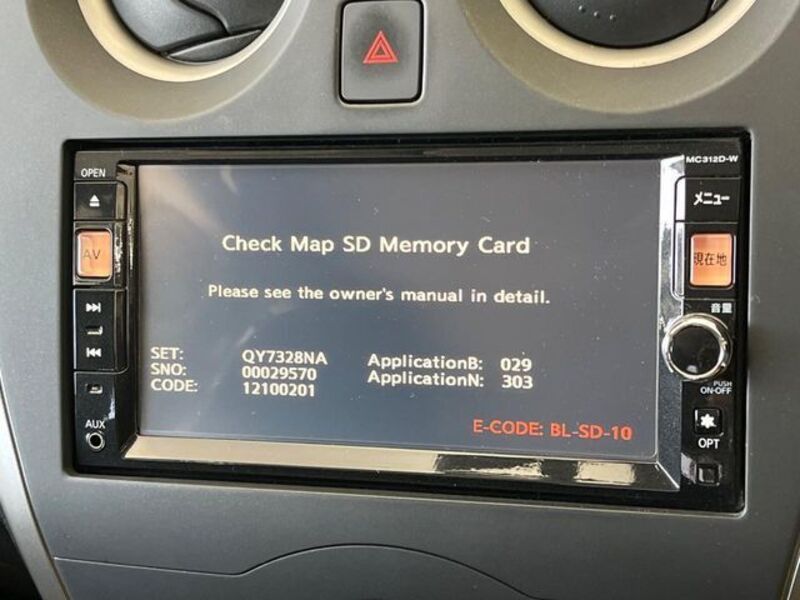 MC312D-W
OPEN
メニュー
AV
現在地
Check Map SD Memory Card
Please see the owner's manual in detail.
音量
SET: QY7328NA ApplicationB: 029
SNO: 00029570 ApplicationN: 303
CODE: 12100201
PUSH
ON-OFF
AUX
E-CODE: BL-SD-10
OPT